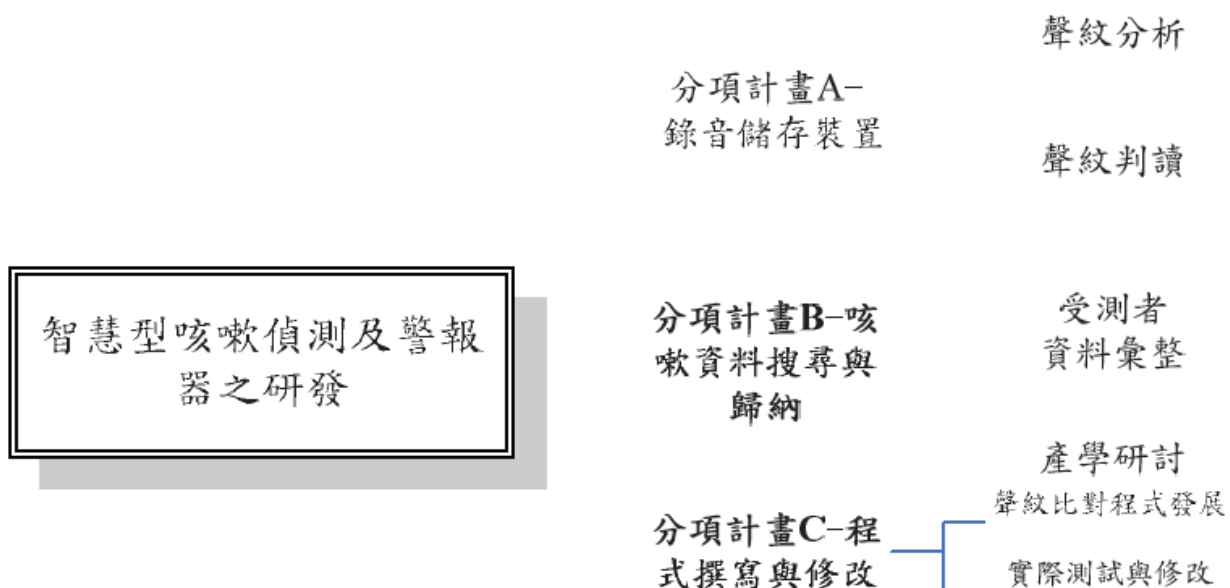 智慧型咳嗽偵測及警報
器之研發
分項計畫A-
錄音儲存裝置
聲紋分析
聲紋判讀
分項計畫B-咳
嗽資料搜尋與
歸納
受測者
資料彙整
產學研討
分項計畫C-程
式撰寫與修改
聲紋比對程式發展
實際測試與修改